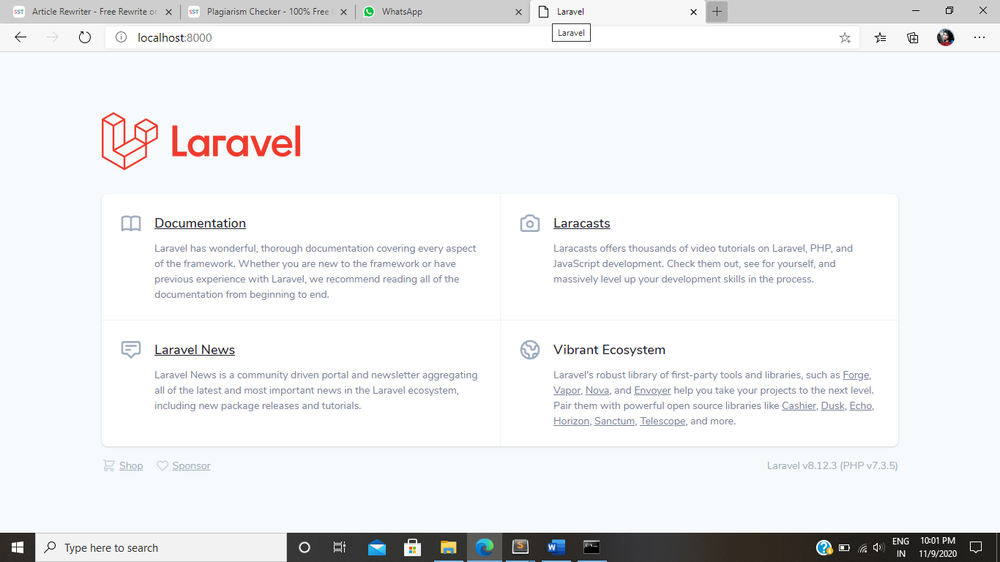 SST Article Rewriter - Free Rewrite or
SST Plagiarism Checker - 100% Free
WhatsApp
Laravel
localhost:8000
Laravel
Laravel
Documentation
Laravel has wonderful, thorough documentation covering every aspect
of the framework. Whether you are new to the framework or have
previous experience with Laravel, we recommend reading all of the
documentation from beginning to end.
Laracasts
Laracasts offers thousands of video tutorials on Laravel, PHP, and
JavaScript development. Check them out, see for yourself, and
massively level up your development skills in the process.
Laravel News
Laravel News is a community driven portal and newsletter aggregating
all of the latest and most important news in the Laravel ecosystem,
including new package releases and tutorials.
Vibrant Ecosystem
Laravel's robust library of first-party tools and libraries, such as Forge,
Vapor, Nova, and Envoyer help you take your projects to the next level.
Pair them with powerful open source libraries like Cashier, Dusk, Echo,
Horizon, Sanctum, Telescope, and more.
Shop
Sponsor
Laravel v8.12.3 (PHP v7.3.5)
Type here to search
ENG
IN
10:01 PM
11/9/2020